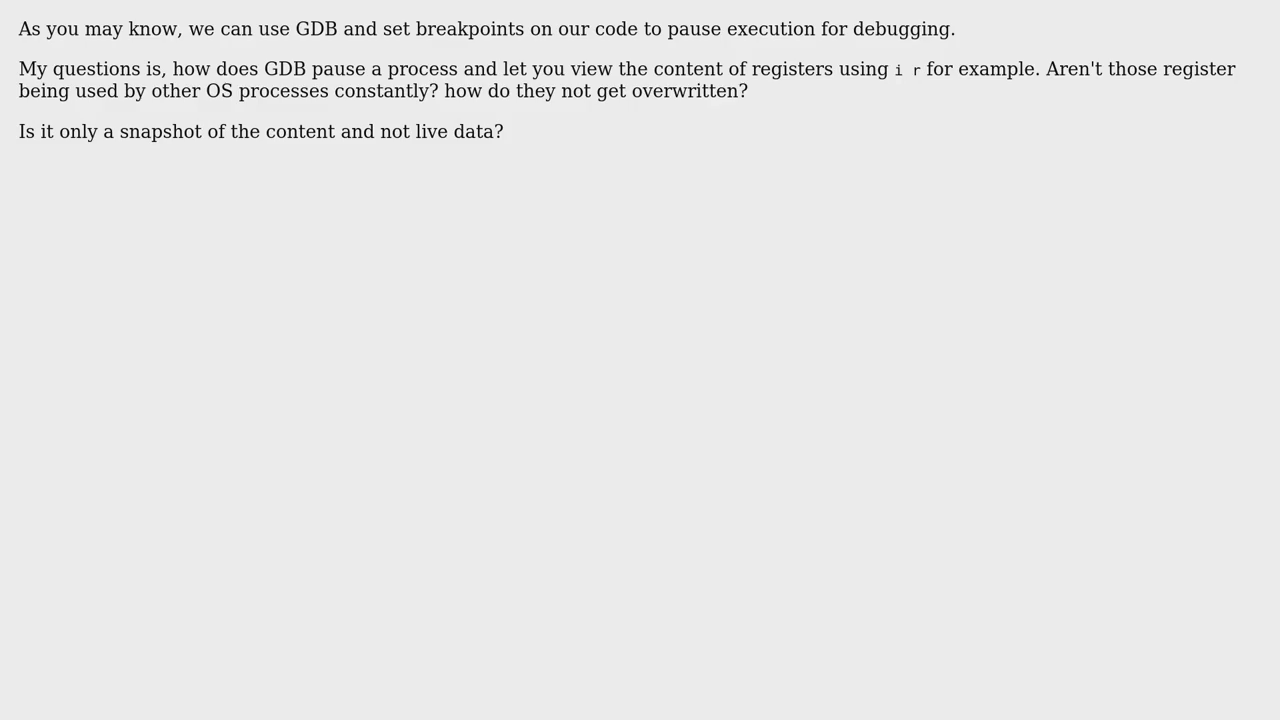 As you may know, we can use GDB and set breakpoints on our code to pause execution for debugging.
My questions is, how does GDB pause a process and let you view the content of registers using i r for example. Aren't those register
being used by other OS processes constantly? how do they not get overwritten?
Is it only a snapshot of the content and not live data?